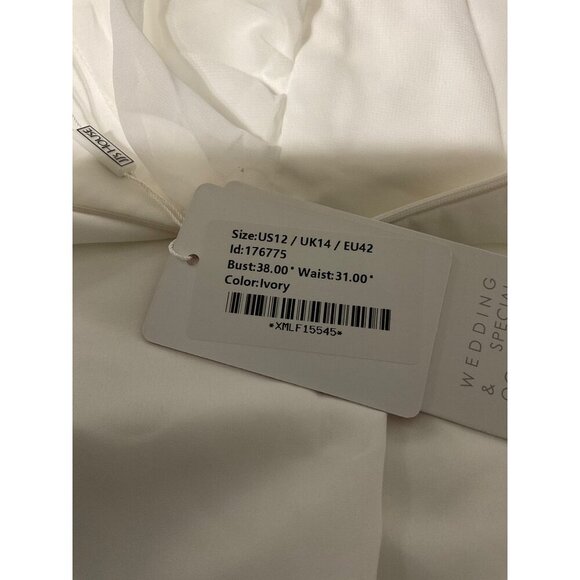 JJ'S HOUSE
Size:US12 / UK14 / EU42
Id:176775
Bust:38.00" Waist:31.00"
Color:Ivory
*XMLF15545*
WEDDING
& SPECIAL